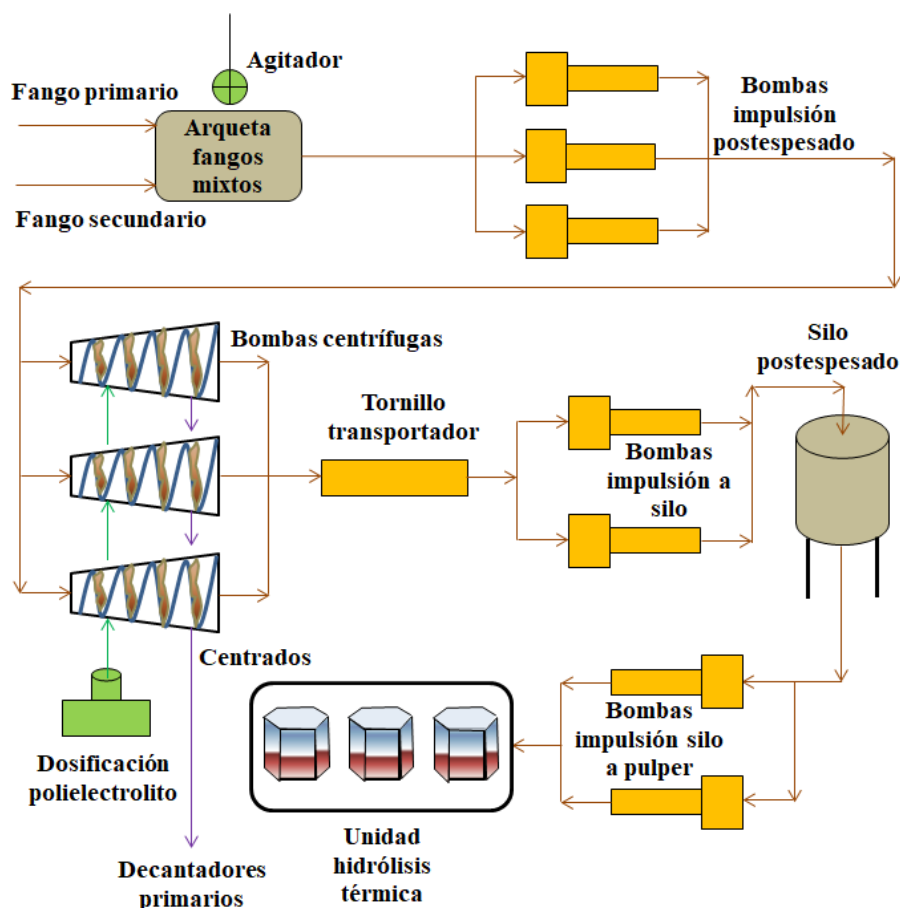 Agitador
Fango primario
Arqueta
fangos
mixtos
Fango secundario
Bombas
impulsión
postespesado
Bombas centrífugas
Silo
postespesado
Tornillo
transportador
Bombas
impulsión a
silo
Centrados
Dosificación
polielectrolito
Bombas
impulsión silo
a pulper
Unidad
hidrólisis
térmica
Decantadores
primarios